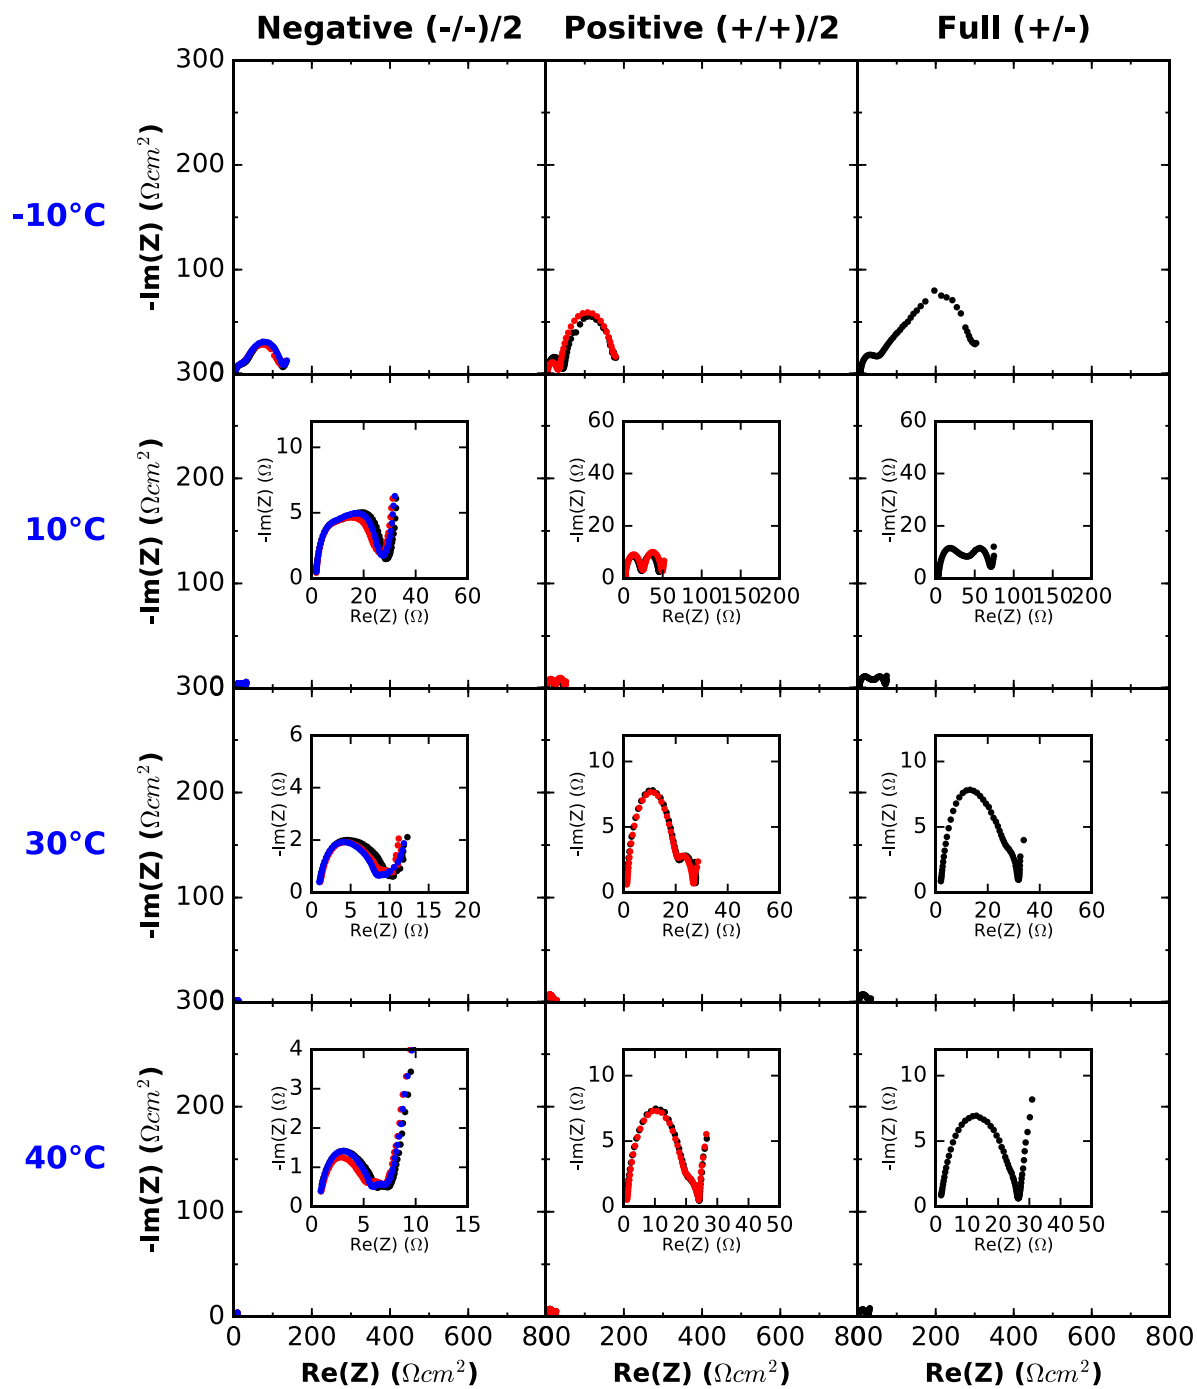 Negative (-/-)/2 Positive (+/+)/2 Full (+/-)
-10°C
-Im(Z) (Ωcm²)
300
200
100
0
10°C
-Im(Z) (Ωcm²)
300
200
100
0
-Im(Z) (Ω)
10
5
0
0 20 40 60
Re(Z) (Ω)
-Im(Z) (Ω)
60
40
20
0
0 50 100 150 200
Re(Z) (Ω)
-Im(Z) (Ω)
60
40
20
0
0 50 100 150 200
Re(Z) (Ω)
30°C
-Im(Z) (Ωcm²)
300
200
100
0
-Im(Z) (Ω)
6
4
2
0
0 5 10 15 20
Re(Z) (Ω)
-Im(Z) (Ω)
10
5
0
0 20 40 60
Re(Z) (Ω)
-Im(Z) (Ω)
10
5
0
0 20 40 60
Re(Z) (Ω)
40°C
-Im(Z) (Ωcm²)
300
200
100
0
-Im(Z) (Ω)
4
3
2
1
0
0 5 10 15
Re(Z) (Ω)
-Im(Z) (Ω)
10
5
0
0 10 20 30 40 50
Re(Z) (Ω)
-Im(Z) (Ω)
10
5
0
0 10 20 30 40 50
Re(Z) (Ω)
0 200 400 600 800 200 400 600 800 200 400 600 800
Re(Z) (Ωcm²) Re(Z) (Ωcm²) Re(Z) (Ωcm²)